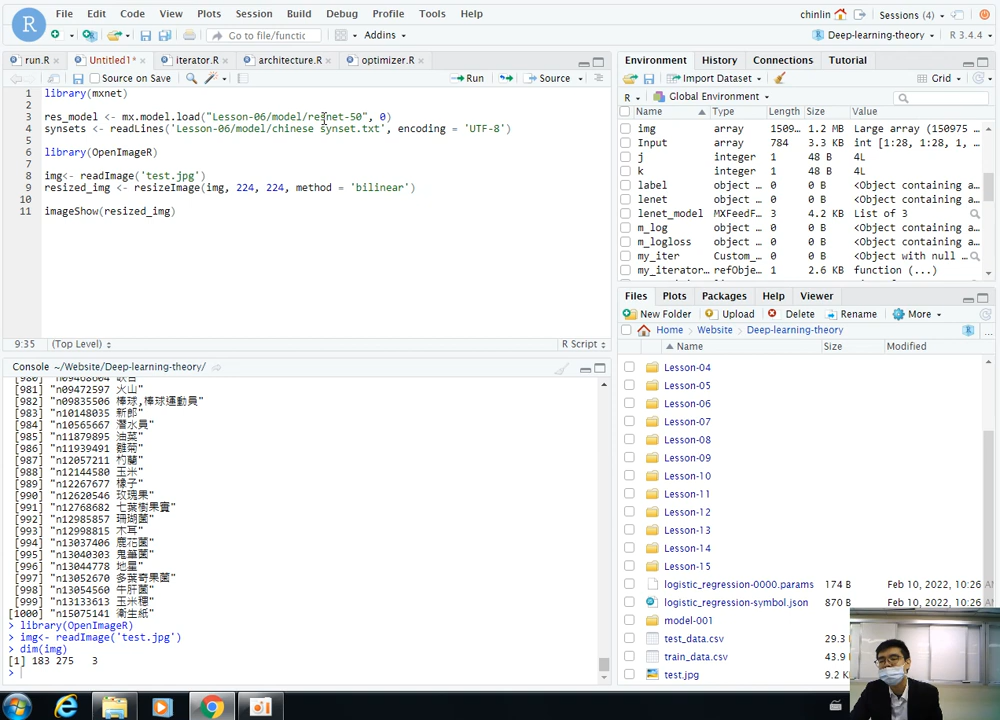 File Edit Code View Plots Session Build Debug Profile Tools Help
chinlin Sessions (4)
Go to file/functic Addins
Deep-learning-theory R 3.4.4
run.R Untitled1* iterator.R architecture.R optimizer.R
Source on Save Run Source
1 library(mxnet)
2
3 res_model <- mx.model.load("Lesson-06/model/resnet-50", 0)
4 synsets <- readLines('Lesson-06/model/chinese synset.txt', encoding = 'UTF-8')
5
6 library(OpenImageR)
7
8 img<- readImage('test.jpg')
9 resized_img <- resizeImage(img, 224, 224, method = 'bilinear')
10
11 imageShow(resized_img)
9:35 (Top Level) R Script
Console ~/Website/Deep-learning-theory/
[981] "n09472597 火山"
[982] "n09835506 棒球,棒球運動員"
[983] "n10148035 新郎"
[984] "n10565667 潛水員"
[985] "n11879895 油菜"
[986] "n11939491 雛菊"
[987] "n12057211 杓蘭"
[988] "n12144580 玉米"
[989] "n12267677 橡子"
[990] "n12620546 玫瑰果"
[991] "n12768682 七葉樹果實"
[992] "n12985857 珊瑚菌"
[993] "n12998815 木耳"
[994] "n13037406 鹿花菌"
[995] "n13040303 鬼筆菌"
[996] "n13044778 地星"
[997] "n13052670 多葉奇果菌"
[998] "n13054560 牛肝菌"
[999] "n13133613 玉米穗"
[1000] "n15075141 衛生紙"
> library(OpenImageR)
> img<- readImage('test.jpg')
> dim(img)
[1] 183 275 3
>
Environment History Connections Tutorial
Import Dataset Grid
R Global Environment
Name Type Length Size Value
img array 1509… 1.2 MB Large array (150975
Input array 784 3.3 KB int [1:28, 1:28, 1,
j integer 1 48 B 4L
k integer 1 48 B 4L
label object … 0 0 B <Object containing a…
lenet object … 0 0 B <Object containing a…
lenet_model MXFeedF… 3 4.2 KB List of 3
m_log object … 0 0 B <Object containing a…
m_logloss object … 0 0 B <Object containing a…
my_iter Custom_… 0 0 B <Object with null
my_iterator… refObje… 1 2.6 KB function (...)
Files Plots Packages Help Viewer
New Folder Upload Delete Rename More
Home Website Deep-learning-theory
Name Size Modified
Lesson-04
Lesson-05
Lesson-06
Lesson-07
Lesson-08
Lesson-09
Lesson-10
Lesson-11
Lesson-12
Lesson-13
Lesson-14
Lesson-15
logistic_regression-0000.params 174 B Feb 10, 2022, 10:26
logistic_regression-symbol.json 870 B Feb 10, 2022, 10:26
model-001
test_data.csv 29.3
train_data.csv 43.9
test.jpg 9.2 K